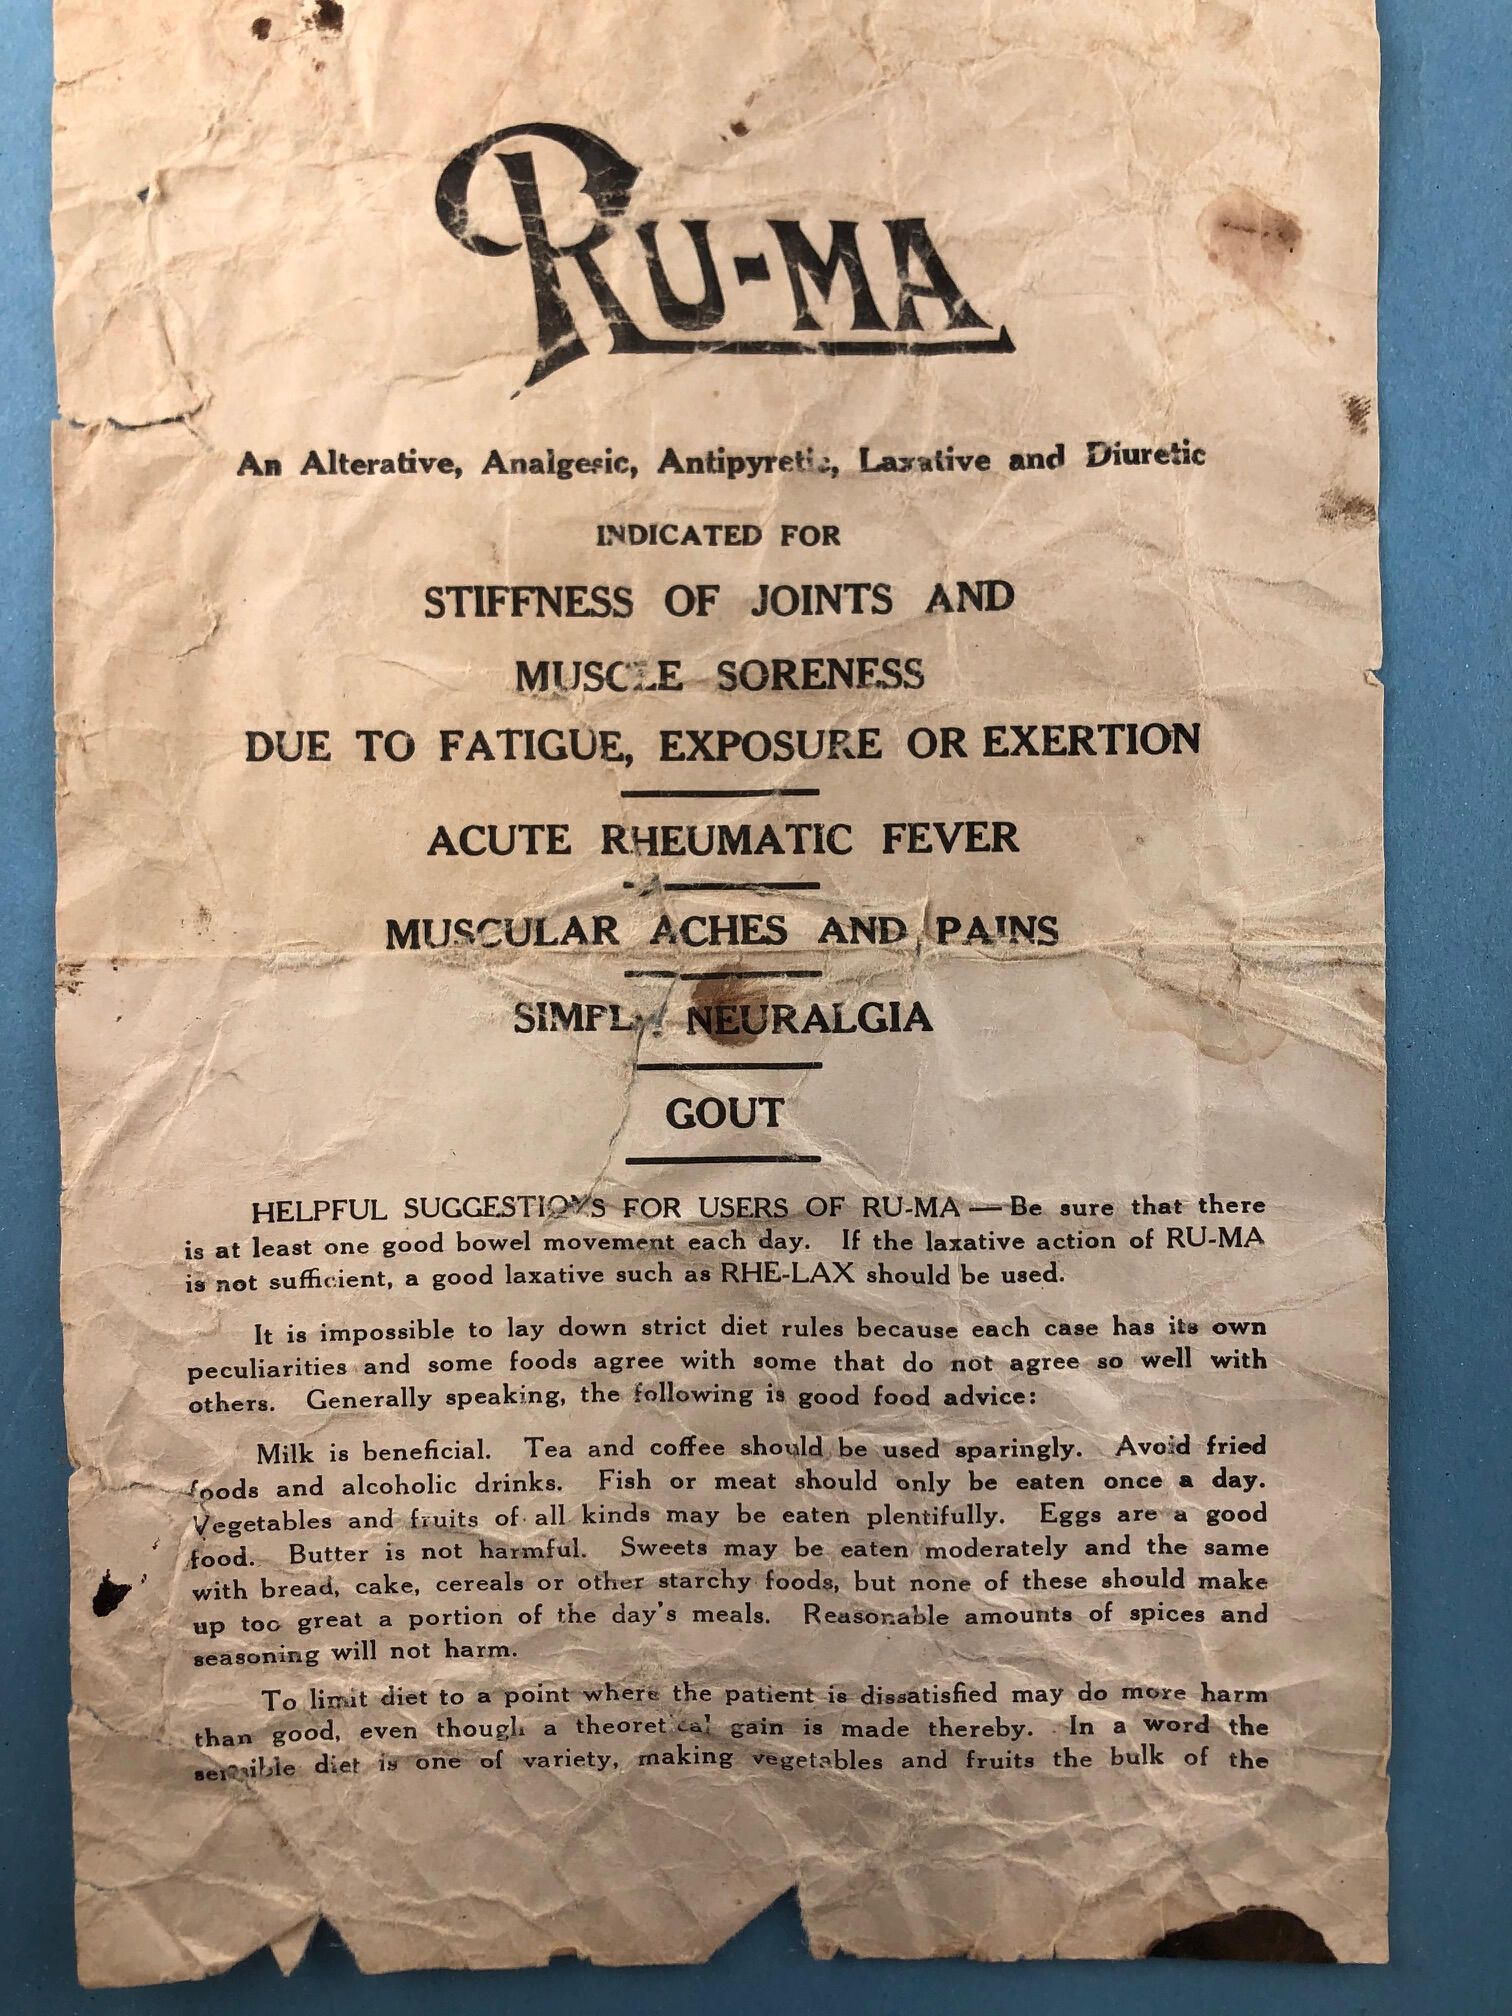 RU-MA
An Alterative, Analgesic, Antipyretic, Laxative and Diuretic
INDICATED FOR
STIFFNESS OF JOINTS AND
MUSCLE SORENESS
DUE TO FATIGUE, EXPOSURE OR EXERTION
ACUTE RHEUMATIC FEVER
MUSCULAR ACHES AND PAINS
SIMPLE NEURALGIA
GOUT
HELPFUL SUGGESTIONS FOR USERS OF RU-MA — Be sure that there
is at least one good bowel movement each day. If the laxative action of RU-MA
is not sufficient, a good laxative such as RHE-LAX should be used.
It is impossible to lay down strict diet rules because each case has its own
peculiarities and some foods agree with some that do not agree so well with
others. Generally speaking, the following is good food advice:
Milk is beneficial. Tea and coffee should be used sparingly. Avoid fried
foods and alcoholic drinks. Fish or meat should only be eaten once a day.
Vegetables and fruits of all kinds may be eaten plentifully. Eggs are a good
food. Butter is not harmful. Sweets may be eaten moderately and the same
with bread, cake, cereals or other starchy foods, but none of these should make
up too great a portion of the day's meals. Reasonable amounts of spices and
seasoning will not harm.
To limit diet to a point where the patient is dissatisfied may do more harm
than good, even though a theoretical gain is made thereby. In a word the
sensible diet is one of variety, making vegetables and fruits the bulk of the